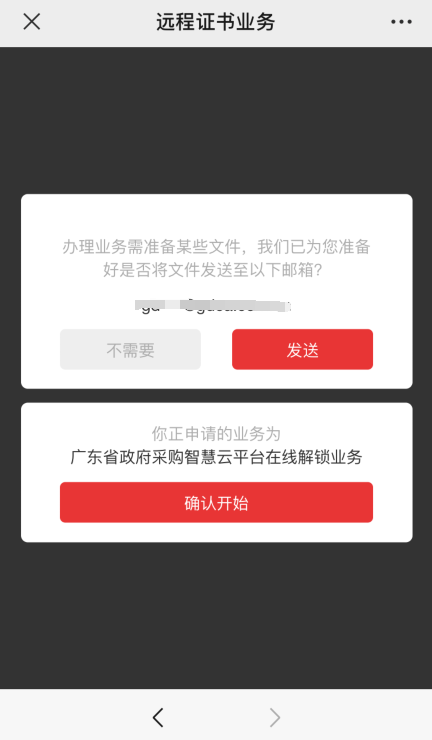 远程证书业务
办理业务需准备某些文件，我们已为您准备
好是否将文件发送至以下邮箱？
不需要
发送
你正申请的业务为
广东省政府采购智慧云平台在线解锁业务
确认开始